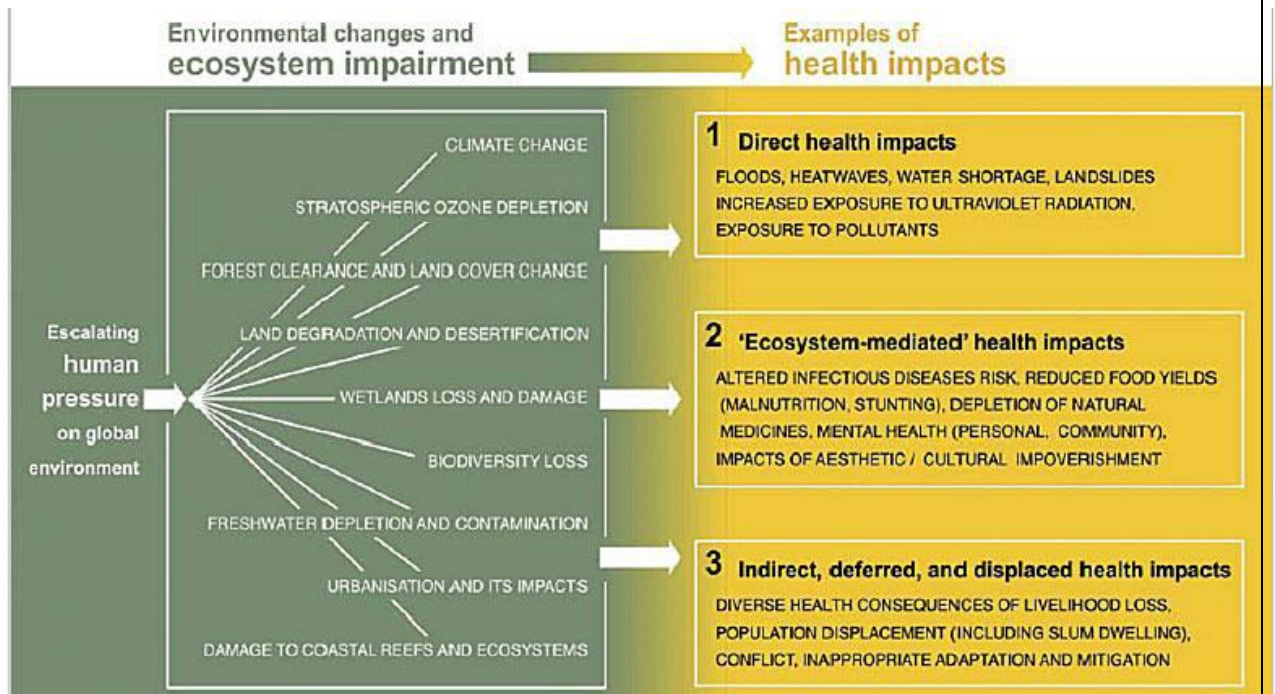 Environmental changes and
ecosystem impairment
Examples of
health impacts
Escalating
human
pressure
on global
environment
CLIMATE CHANGE
STRATOSPHERIC OZONE DEPLETION
FOREST CLEARANCE AND LAND COVER CHANGE
LAND DEGRADATION AND DESERTIFICATION
WETLANDS LOSS AND DAMAGE
BIODIVERSITY LOSS
FRESHWATER DEPLETION AND CONTAMINATION
URBANISATION AND ITS IMPACTS
DAMAGE TO COASTAL REEFS AND ECOSYSTEMS
1 Direct health impacts
FLOODS, HEATWAVES, WATER SHORTAGE, LANDSLIDES
INCREASED EXPOSURE TO ULTRAVIOLET RADIATION,
EXPOSURE TO POLLUTANTS
2 'Ecosystem-mediated' health impacts
ALTERED INFECTIOUS DISEASES RISK, REDUCED FOOD YIELDS
(MALNUTRITION, STUNTING), DEPLETION OF NATURAL
MEDICINES, MENTAL HEALTH (PERSONAL, COMMUNITY),
IMPACTS OF AESTHETIC / CULTURAL IMPOVERISHMENT
3 Indirect, deferred, and displaced health impacts
DIVERSE HEALTH CONSEQUENCES OF LIVELIHOOD LOSS,
POPULATION DISPLACEMENT (INCLUDING SLUM DWELLING),
CONFLICT, INAPPROPRIATE ADAPTATION AND MITIGATION